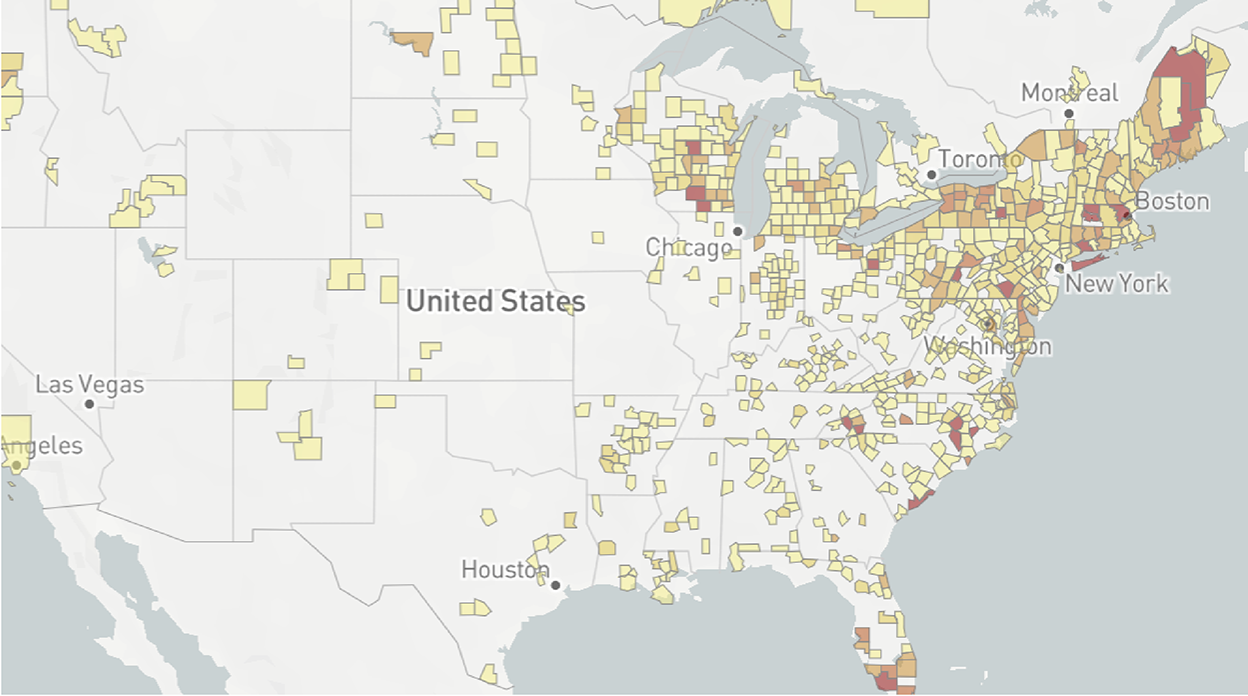 Montreal
Toronto
Boston
Chicago
New York
United States
Washington
Las Vegas
Angeles
Houston